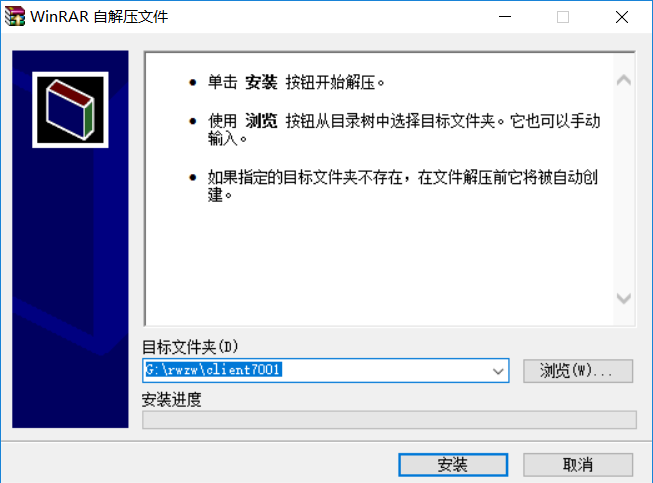 WinRAR 自解压文件
单击 安装 按钮开始解压。
使用 浏览 按钮从目录树中选择目标文件夹。它也可以手动
输入。
如果指定的目标文件夹不存在，在文件解压前它将被自动创
建。
目标文件夹(D)
G:\rwzw\client7001
浏览(W)...
安装进度
安装
取消